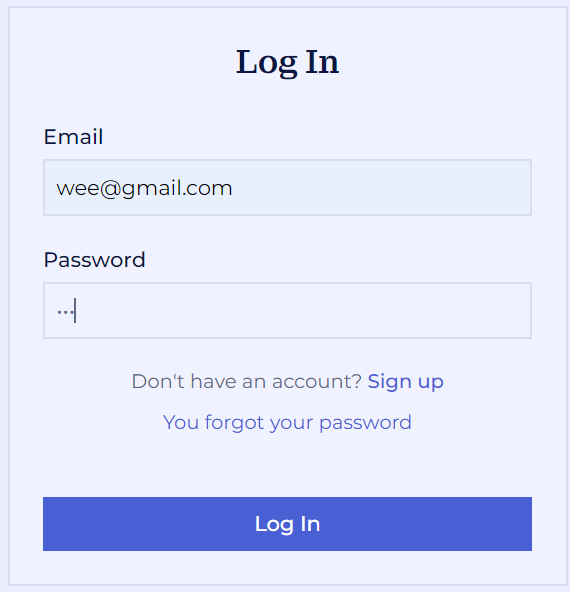 Log In
Email
wee@gmail.com
Password
···
Don't have an account? Sign up
You forgot your password
Log In